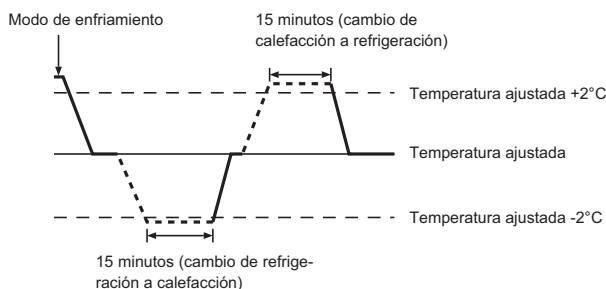 Modo de enfriamiento
15 minutos (cambio de
calefacción a refrigeración)
Temperatura ajustada +2°C
Temperatura ajustada
Temperatura ajustada -2°C
15 minutos (cambio de refrige-
ración a calefacción)